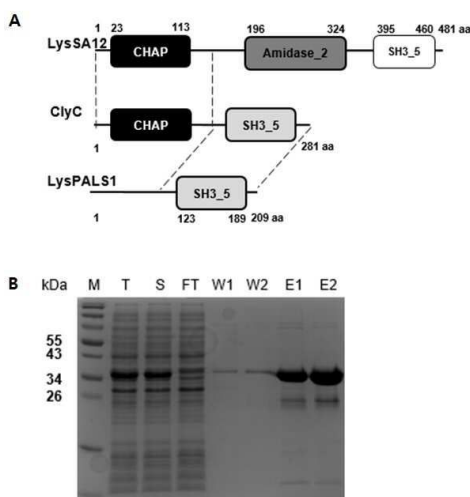 A
1 23 113 196 324 395 460 481 aa
LysSA12 CHAP Amidase_2 SH3_5
ClyC CHAP SH3_5
1 281 aa
LysPALS1
SH3_5
1 123 189 209 aa
B kDa M T S FT W1 W2 E1 E2
55
43
34
26